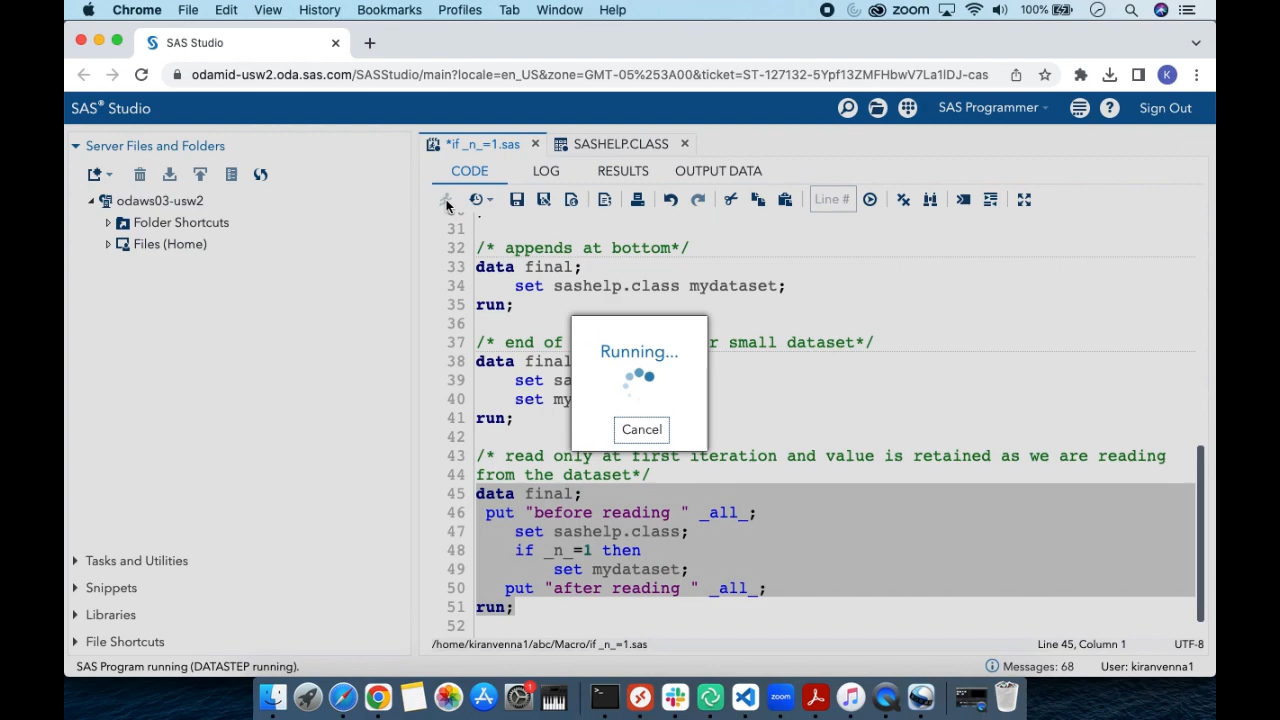 Chrome File Edit View History Bookmarks Profiles Tab Window Help zoom 100%
SAS Studio
odamid-usw2.oda.sas.com/SASStudio/main?locale=en_US&zone=GMT-05%253A00&ticket=ST-127132-5Ypf13ZMFHbwV7La1lDJ-cas K
SAS® Studio SAS Programmer Sign Out
Server Files and Folders
*if _n_=1.sas SASHELP.CLASS
CODE LOG RESULTS OUTPUT DATA
Line #
odaws03-usw2
Folder Shortcuts
Files (Home)
Tasks and Utilities
Snippets
Libraries
File Shortcuts
31
32 /* appends at bottom*/
33 data final;
34 set sashelp.class mydataset;
35 run;
36
37 /* end of r small dataset*/
38 data final
39 set sa
40 set my
41 run;
42
43 /* read only at first iteration and value is retained as we are reading
44 from the dataset*/
45 data final;
46 put "before reading " _all_;
47 set sashelp.class;
48 if _n_=1 then
49 set mydataset;
50 put "after reading " _all_;
51 run;
52
Running...
Cancel
/home/kiranvenna1/abc/Macro/if _n_=1.sas Line 45, Column 1 UTF-8
SAS Program running (DATASTEP running). Messages: 68 User: kiranvenna1
1
zoom